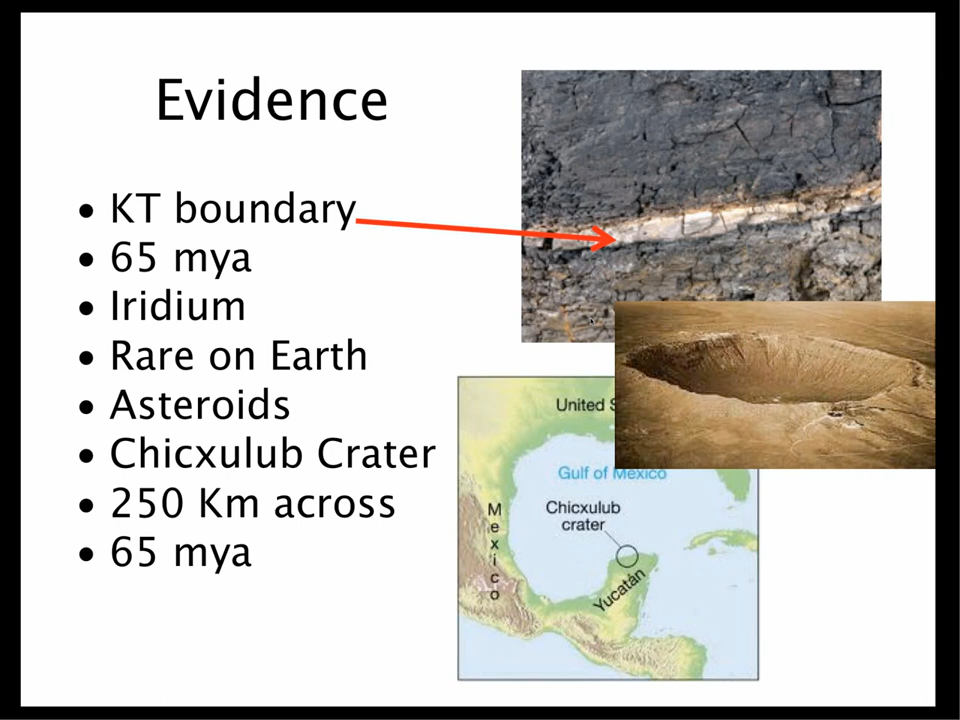 Evidence
• KT boundary
• 65 mya
• Iridium
• Rare on Earth
• Asteroids
• Chicxulub Crater
• 250 Km across
• 65 mya
United S
Gulf of Mexico
Mexico
Chicxulub
crater
Yucatán